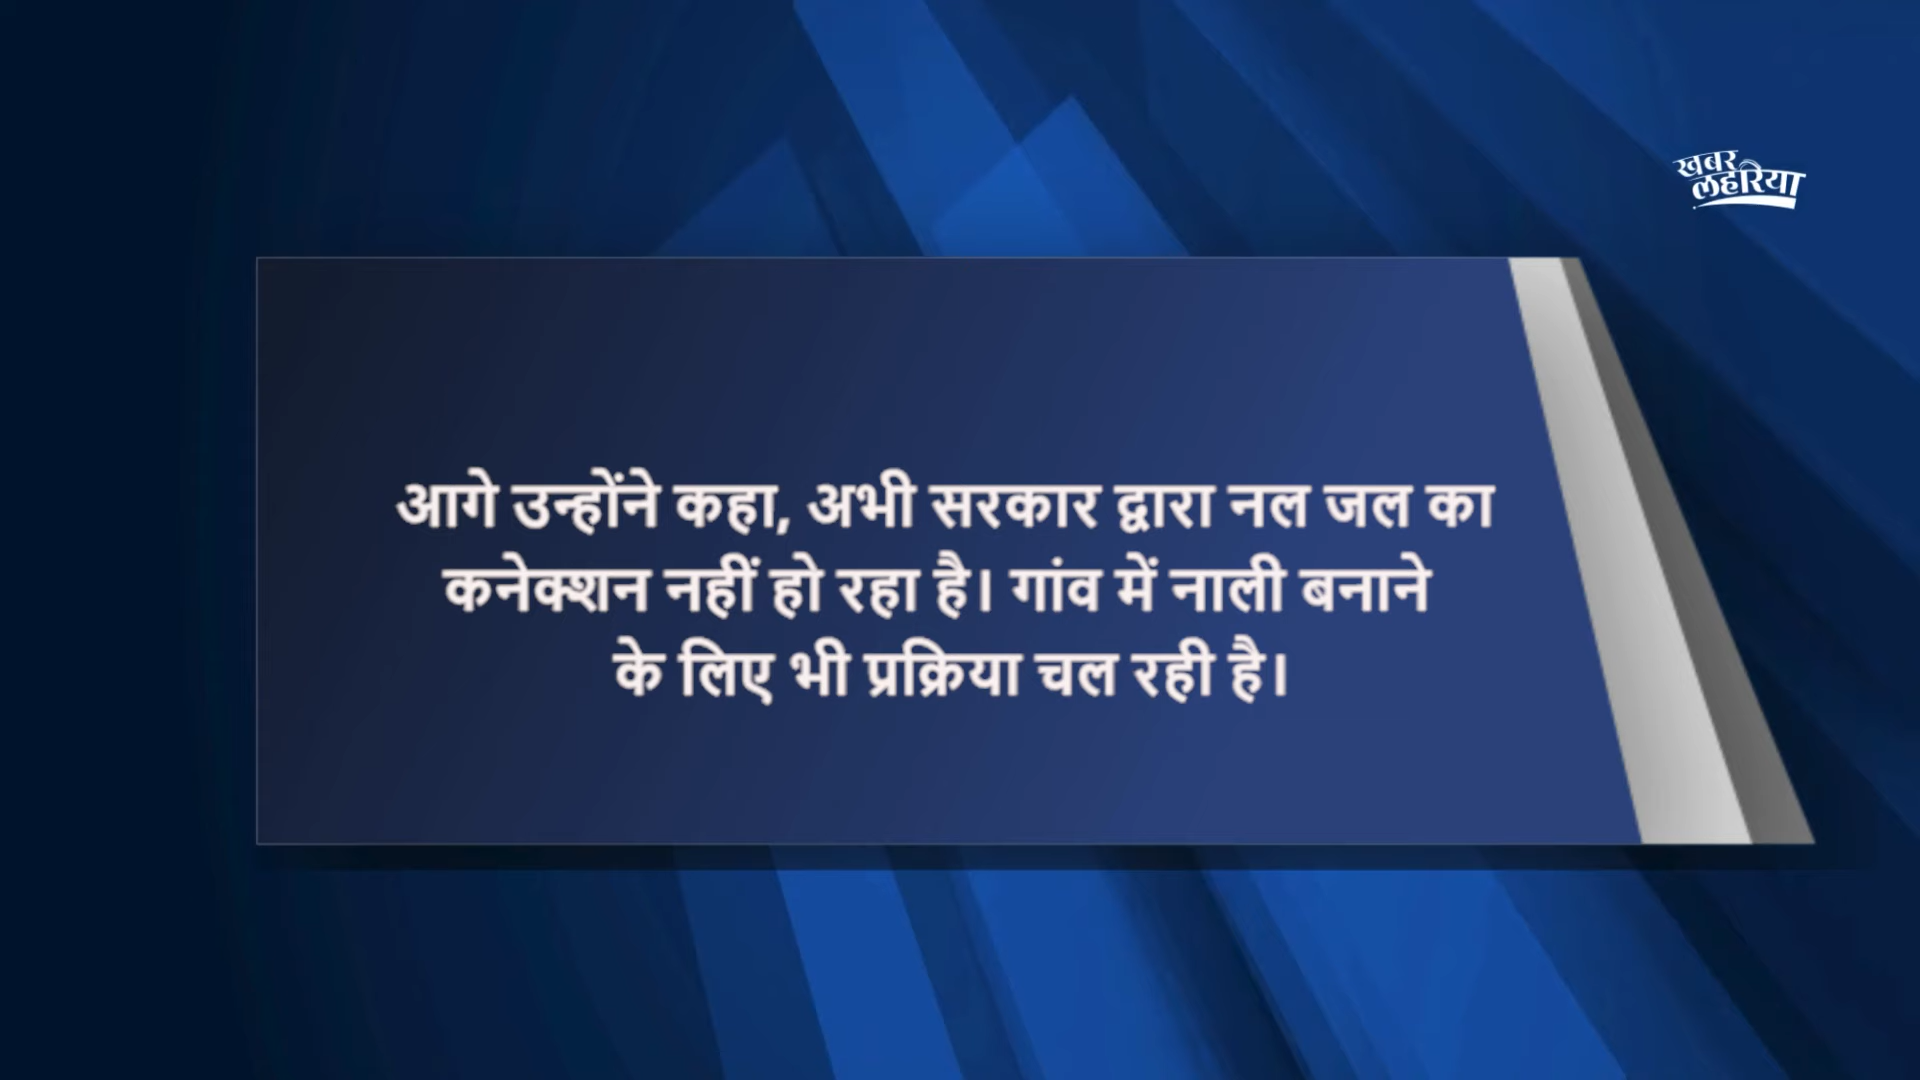 खबर
लहरिया
आगे उन्होंने कहा, अभी सरकार द्वारा नल जल का
कनेक्शन नहीं हो रहा है। गांव में नाली बनाने
के लिए भी प्रक्रिया चल रही है।